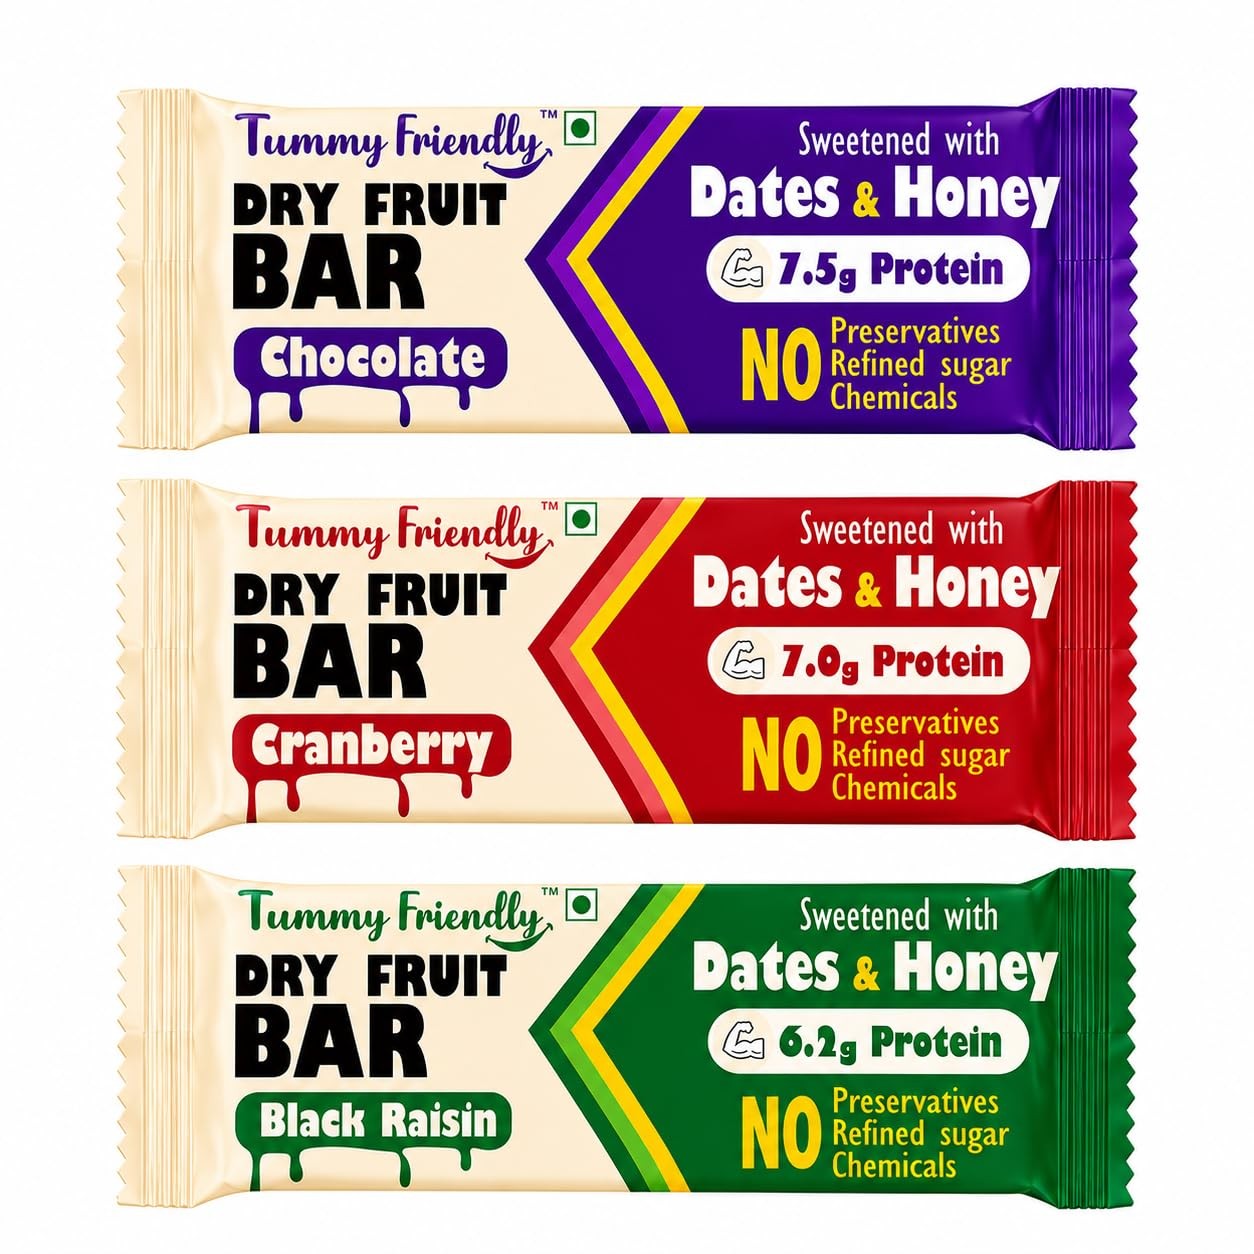 Tummy Friendly™
DRY FRUIT
BAR
Chocolate
Sweetened with
Dates & Honey
7.5g Protein
NO Preservatives
Refined sugar
Chemicals
Tummy Friendly™
DRY FRUIT
BAR
Cranberry
Sweetened with
Dates & Honey
7.0g Protein
NO Preservatives
Refined sugar
Chemicals
Tummy Friendly™
DRY FRUIT
BAR
Black Raisin
Sweetened with
Dates & Honey
6.2g Protein
NO Preservatives
Refined sugar
Chemicals